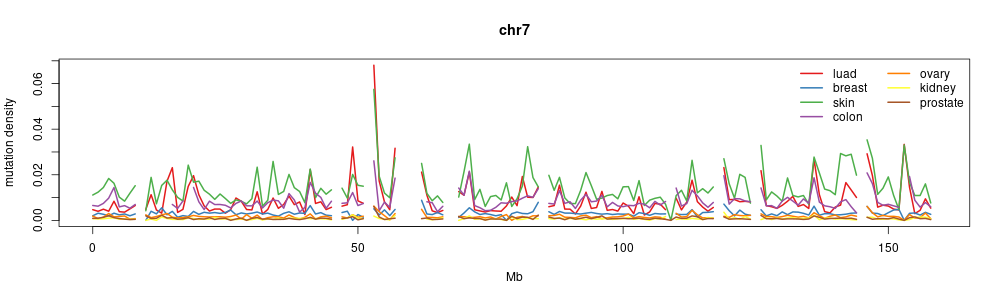 chr7
mutation density
0.00
0.02
0.04
0.06
luad
breast
skin
colon
ovary
kidney
prostate
0
50
100
150
Mb